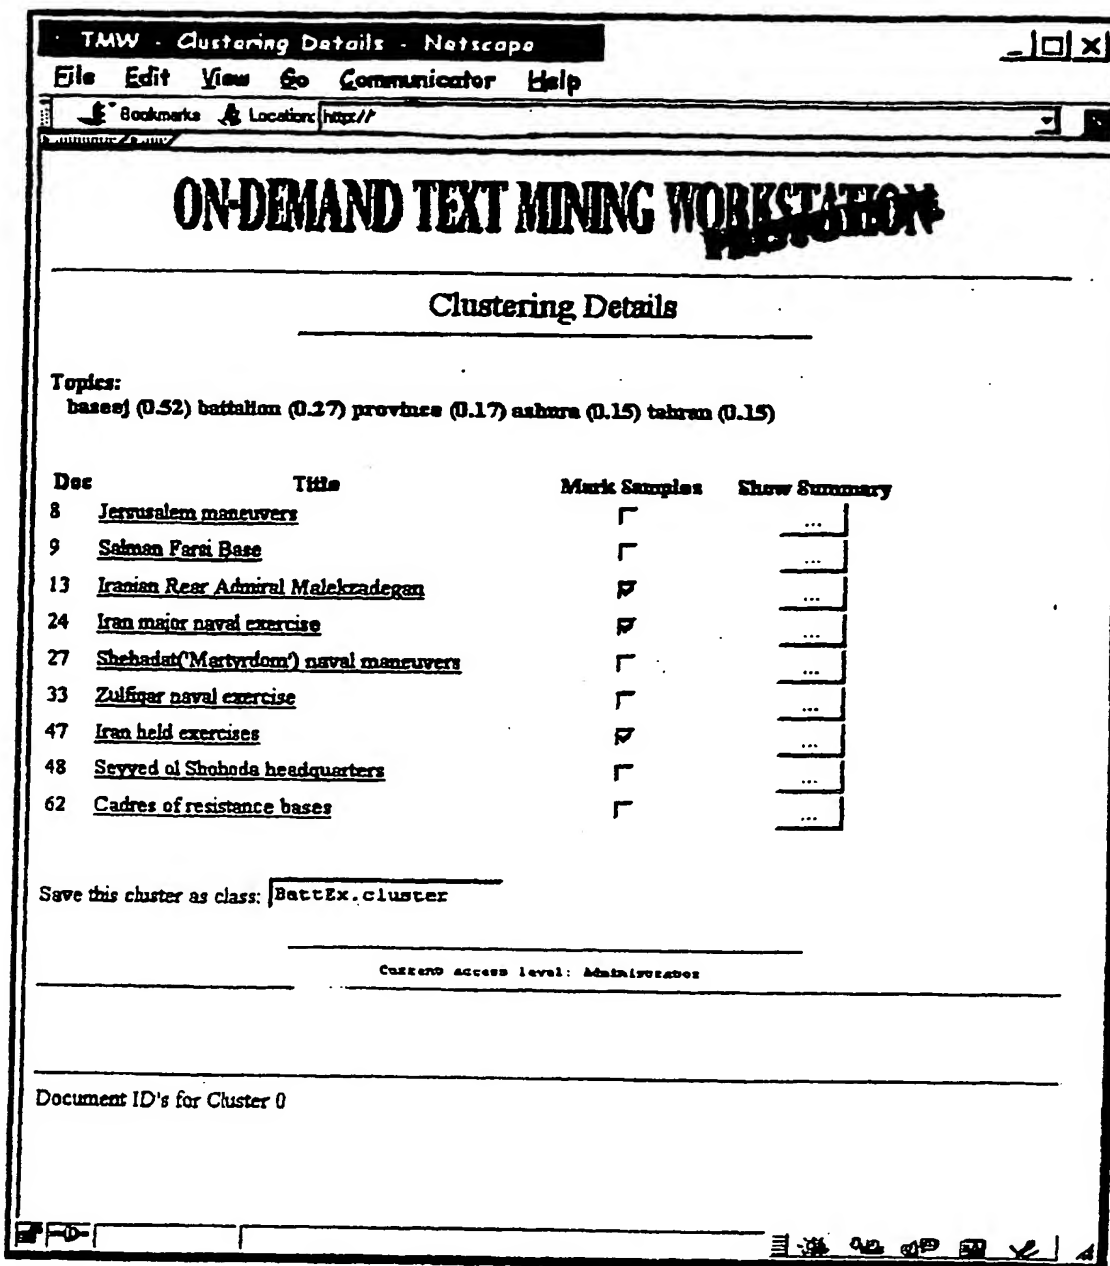 TMW - Clustering Details - Netscape
File Edit View Go Communicator Help
Bookmarks Location: http://
ON-DEMAND TEXT MINING WORKSTATION
Clustering Details
Topics:
baseej (0.52) battalion (0.27) province (0.17) ashura (0.15) tehran (0.15)
Doc Title Mark Samples Show Summary
8 Jersusalem maneuvers ...
9 Salman Farsi Base ...
13 Iranian Rear Admiral Malekzadegan ...
24 Iran major naval exercise ...
27 Shehadat('Martyrdom') naval maneuvers ...
33 Zulfiqar naval exercise ...
47 Iran held exercises ...
48 Seyyed ol Shohada headquarters ...
62 Cadres of resistance bases ...
Save this cluster as class: BattEx.cluster
Current access level: Administrator
Document ID's for Cluster 0